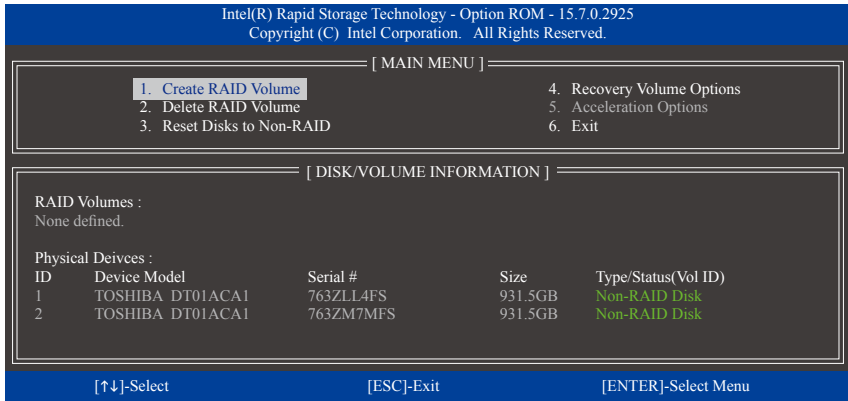 Intel(R) Rapid Storage Technology - Option ROM - 15.7.0.2925
Copyright (C) Intel Corporation. All Rights Reserved.
[ MAIN MENU ]
1. Create RAID Volume
2. Delete RAID Volume
3. Reset Disks to Non-RAID
4. Recovery Volume Options
5. Acceleration Options
6. Exit
[ DISK/VOLUME INFORMATION ]
RAID Volumes :
None defined.
Physical Deivces :
ID Device Model Serial # Size Type/Status(Vol ID)
1 TOSHIBA DT01ACA1 763ZLL4FS 931.5GB Non-RAID Disk
2 TOSHIBA DT01ACA1 763ZM7MFS 931.5GB Non-RAID Disk
[↑↓]-Select [ESC]-Exit [ENTER]-Select Menu